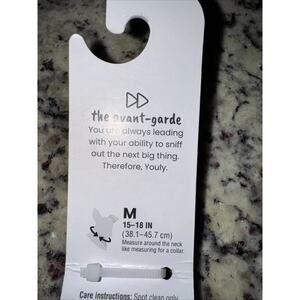 the avant-garde
You are always leading
with your ability to sniff
out the next big thing.
Therefore, Youly.
M
15–18 IN
(38.1–45.7 cm)
Measure around the neck
like measuring for a collar.
Care instructions: Spot clean only